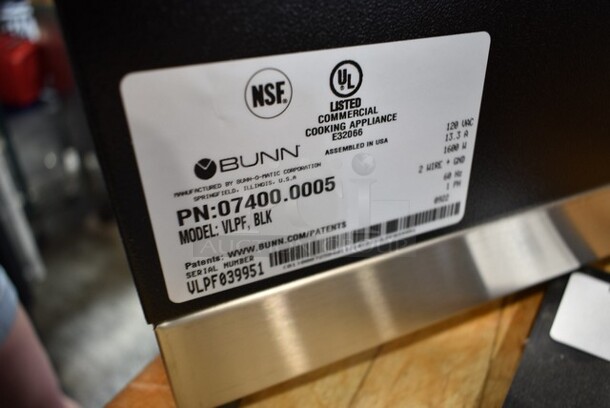 NSF®
UL
LISTED
COMMERCIAL
COOKING APPLIANCE
E32066
BUNN
ASSEMBLED IN USA
MANUFACTURED BY BUNN-O-MATIC CORPORATION
SPRINGFIELD, ILLINOIS, U.S.A
120 VAC
13.3 A
1600 W
2 WIRE + GND
60 Hz
1 PH
0922
PN:07400.0005
MODEL: VLPF, BLK
Patents: WWW.BUNN.COM/PATENTS
SERIAL NUMBER
VLPF039951